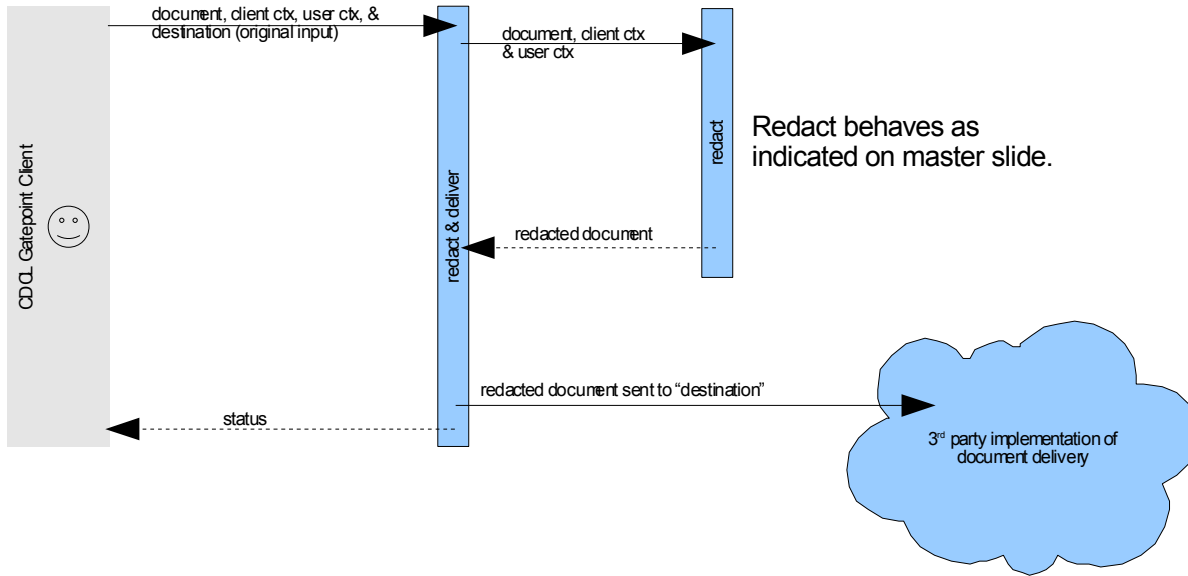 document, client ctx, user ctx, &
destination (original input)
document, client ctx
& user ctx
CDCL Gatepoint Client
redact & deliver
redact
Redact behaves as
indicated on master slide.
redacted document
redacted document sent to “destination”
status
3rd party implementation of
document delivery